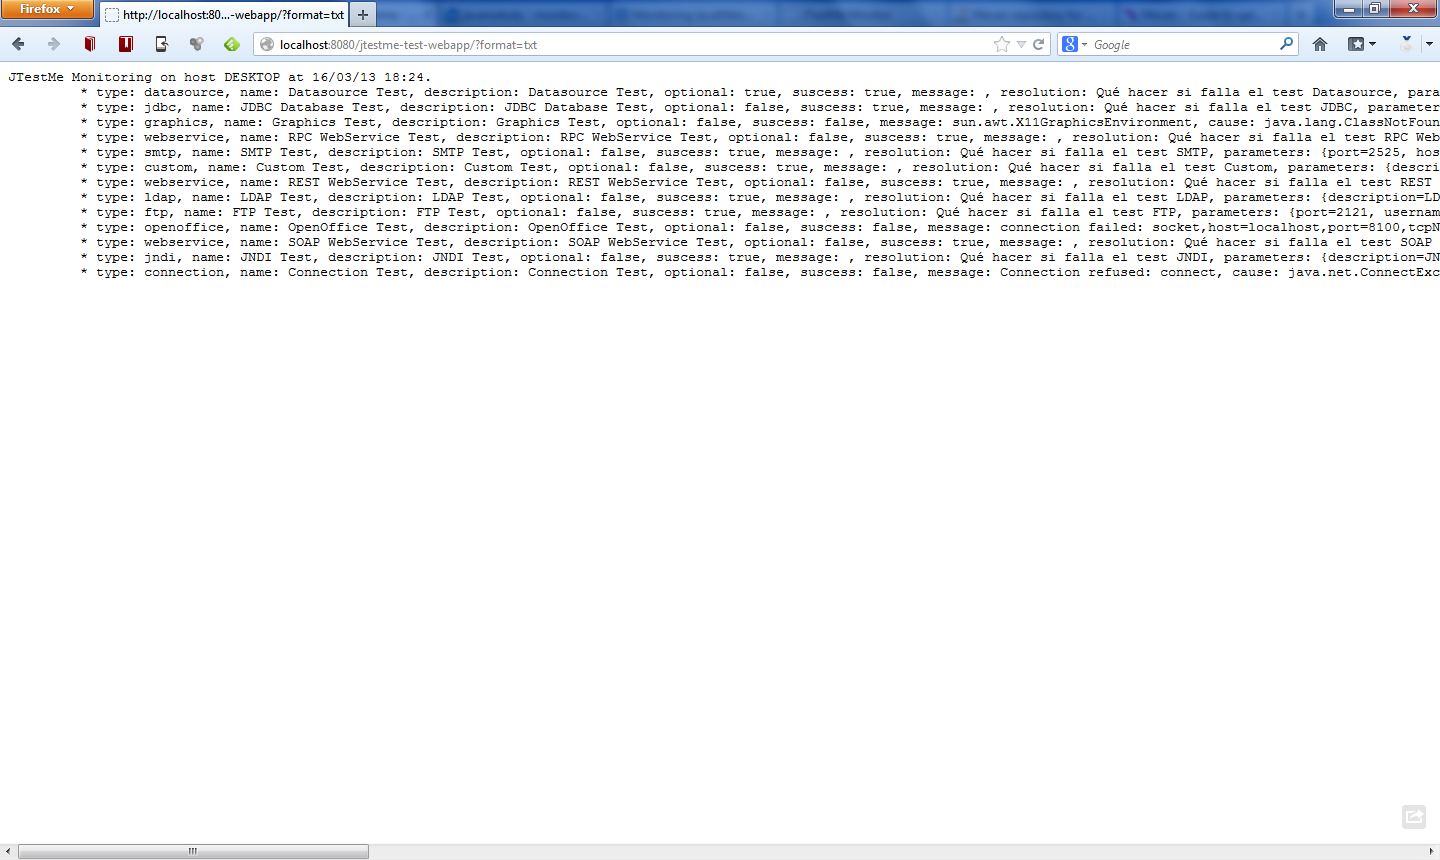 Firefox
http://localhost:80...-webapp/?format=txt
localhost:8080/jtestme-test-webapp/?format=txt
Google
JTestMe Monitoring on host DESKTOP at 16/03/13 18:24.
* type: datasource, name: Datasource Test, description: Datasource Test, optional: true, suscess: true, message: , resolution: Qué hacer si falla el test Datasource, para
* type: jdbc, name: JDBC Database Test, description: JDBC Database Test, optional: false, suscess: true, message: , resolution: Qué hacer si falla el test JDBC, parameter
* type: graphics, name: Graphics Test, description: Graphics Test, optional: false, suscess: false, message: sun.awt.X11GraphicsEnvironment, cause: java.lang.ClassNotFoun
* type: webservice, name: RPC WebService Test, description: RPC WebService Test, optional: false, suscess: true, message: , resolution: Qué hacer si falla el test RPC Web
* type: smtp, name: SMTP Test, description: SMTP Test, optional: false, suscess: true, message: , resolution: Qué hacer si falla el test SMTP, parameters: {port=2525, hos
* type: custom, name: Custom Test, description: Custom Test, optional: false, suscess: true, message: , resolution: Qué hacer si falla el test Custom, parameters: {descri
* type: webservice, name: REST WebService Test, description: REST WebService Test, optional: false, suscess: true, message: , resolution: Qué hacer si falla el test REST
* type: ldap, name: LDAP Test, description: LDAP Test, optional: false, suscess: true, message: , resolution: Qué hacer si falla el test LDAP, parameters: {description=LD
* type: ftp, name: FTP Test, description: FTP Test, optional: false, suscess: true, message: , resolution: Qué hacer si falla el test FTP, parameters: {port=2121, usernam
* type: openoffice, name: OpenOffice Test, description: OpenOffice Test, optional: false, suscess: false, message: connection failed: socket,host=localhost,port=8100,tcpN
* type: webservice, name: SOAP WebService Test, description: SOAP WebService Test, optional: false, suscess: true, message: , resolution: Qué hacer si falla el test SOAP
* type: jndi, name: JNDI Test, description: JNDI Test, optional: false, suscess: true, message: , resolution: Qué hacer si falla el test JNDI, parameters: {description=JN
* type: connection, name: Connection Test, description: Connection Test, optional: false, suscess: false, message: Connection refused: connect, cause: java.net.ConnectExc